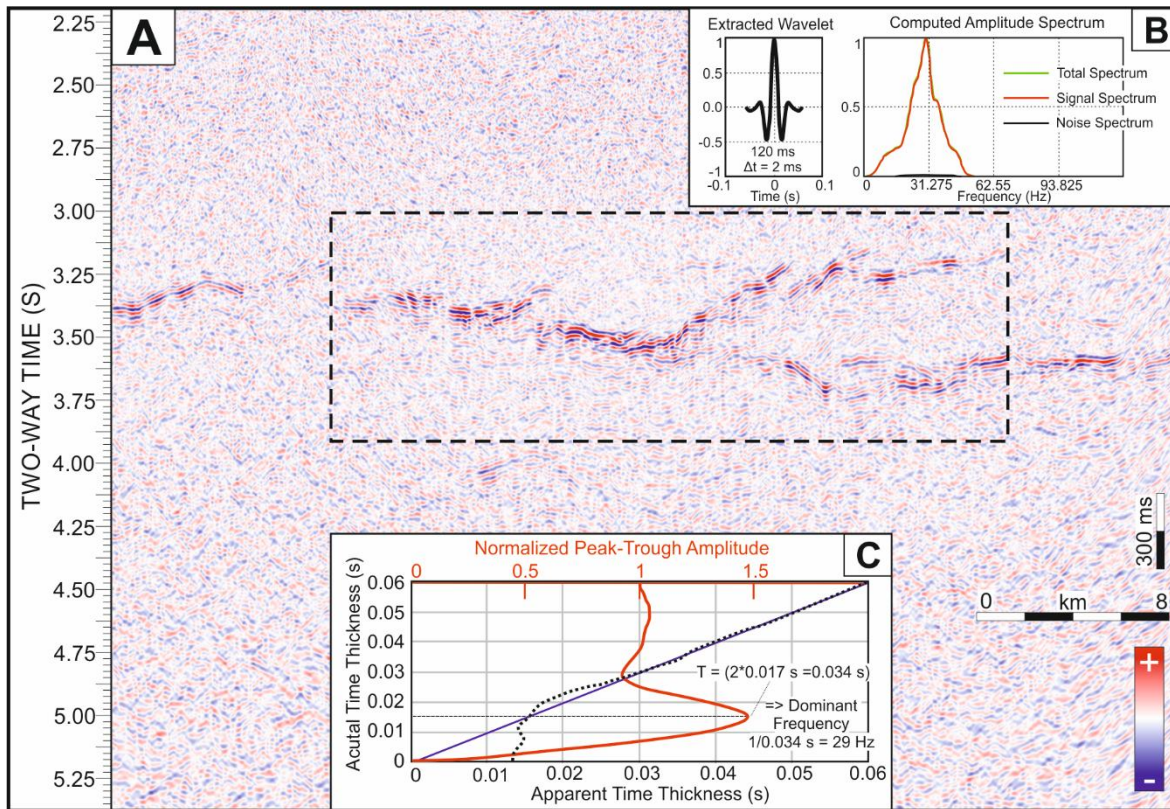 A
B
C
TWO-WAY TIME (S)
2.25
2.50
2.75
3.00
3.25
3.50
3.75
4.00
4.25
4.50
4.75
5.00
5.25
Extracted Wavelet
1
0.5
0.0
-0.5
-1
120 ms
Δt = 2 ms
-0.1 0 0.1
Time (s)
Computed Amplitude Spectrum
1
0.5
0
Total Spectrum
Signal Spectrum
Noise Spectrum
0 31.275 62.55 93.825
Frequency (Hz)
Normalized Peak-Trough Amplitude
0 0.5 1 1.5
Acutal Time Thickness (s)
0.06
0.05
0.04
0.03
0.02
0.01
0
T = (2*0.017 s =0.034 s)
=> Dominant
Frequency
1/0.034 s = 29 Hz
0 0.01 0.02 0.03 0.04 0.05 0.06
Apparent Time Thickness (s)
300 ms
0 km 8
+
-